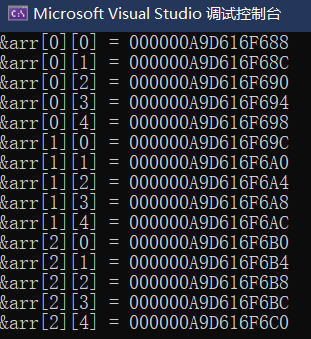 Microsoft Visual Studio 调试控制台
&arr[0][0] = 000000A9D616F688
&arr[0][1] = 000000A9D616F68C
&arr[0][2] = 000000A9D616F690
&arr[0][3] = 000000A9D616F694
&arr[0][4] = 000000A9D616F698
&arr[1][0] = 000000A9D616F69C
&arr[1][1] = 000000A9D616F6A0
&arr[1][2] = 000000A9D616F6A4
&arr[1][3] = 000000A9D616F6A8
&arr[1][4] = 000000A9D616F6AC
&arr[2][0] = 000000A9D616F6B0
&arr[2][1] = 000000A9D616F6B4
&arr[2][2] = 000000A9D616F6B8
&arr[2][3] = 000000A9D616F6BC
&arr[2][4] = 000000A9D616F6C0